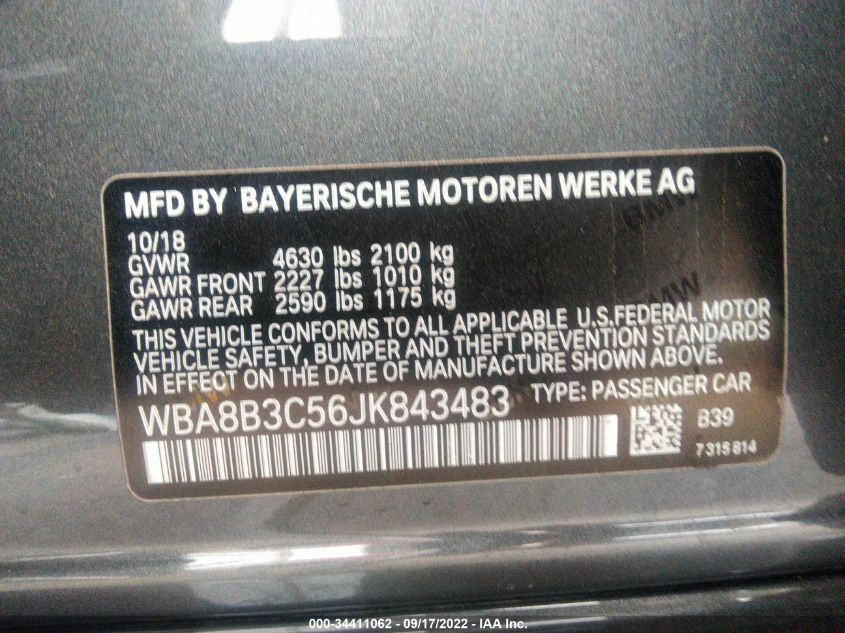 MFD BY BAYERISCHE MOTOREN WERKE AG
10/18
GVWR 4630 lbs 2100 kg
GAWR FRONT 2227 lbs 1010 kg
GAWR REAR 2590 lbs 1175 kg
THIS VEHICLE CONFORMS TO ALL APPLICABLE U.S.FEDERAL MOTOR
VEHICLE SAFETY, BUMPER AND THEFT PREVENTION STANDARDS
IN EFFECT ON THE DATE OF MANUFACTURE SHOWN ABOVE.
WBA8B3C56JK843483 TYPE: PASSENGER CAR
B39
7315814
BMW
BMW
000-34411062 - 09/17/2022 - IAA Inc.